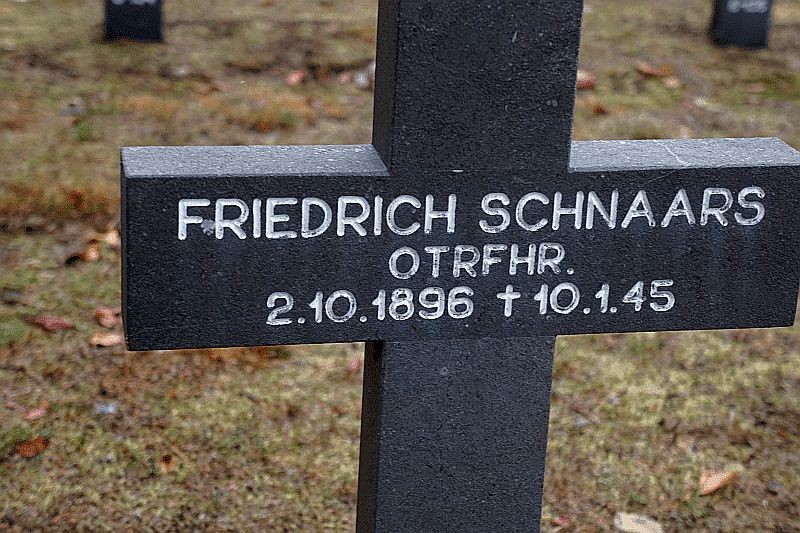 FRIEDRICH SCHNAARS
OTRFHR.
2.10.1896 † 10.1.45